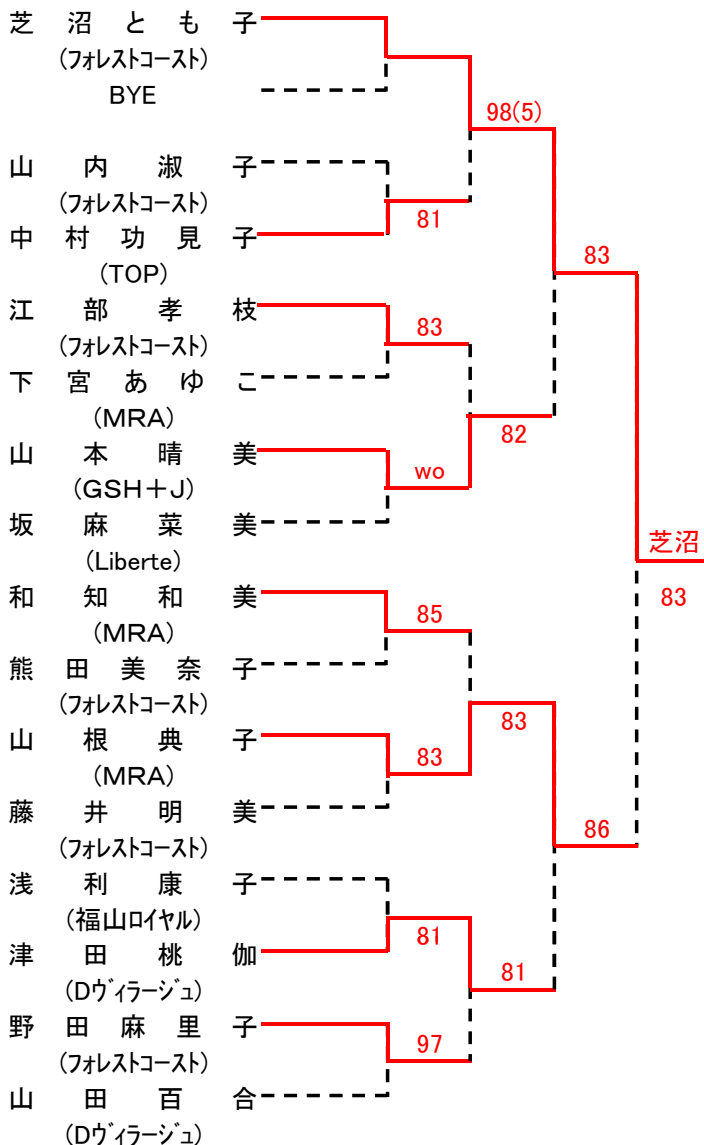 芝沼とも子
(フォレストコースト)
BYE
98(5)
山内淑子
(フォレストコースト)
81
中村功見子
(TOP)
83
江部孝枝
(フォレストコースト)
83
下宮あゆこ
(MRA)
82
山本晴美
(GSH+J)
wo
坂麻菜美
(Liberte)
芝沼
83
和知和美
(MRA)
85
熊田美奈子
(フォレストコースト)
83
山根典子
(MRA)
83
藤井明美
(フォレストコースト)
86
浅利康子
(福山ロイヤル)
81
津田桃伽
(Dヴィラージュ)
81
野田麻里子
(フォレストコースト)
97
山田百合
(Dヴィラージュ)